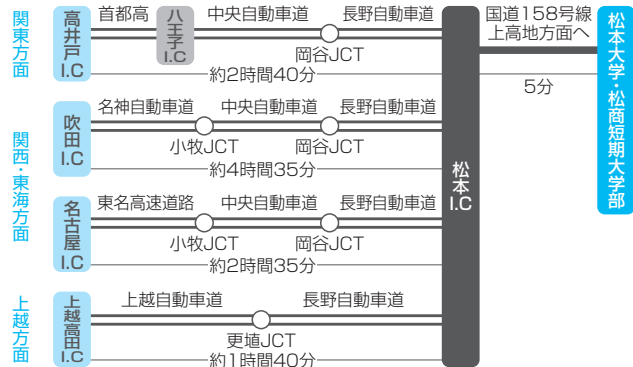 関東方面
高井戸I.C
首都高
八王子I.C
中央自動車道
長野自動車道
岡谷JCT
約2時間40分
国道158号線
上高地方面へ
5分
松本大学・松商短期大学部
松本I.C
関西・東海方面
吹田I.C
名神自動車道
中央自動車道
長野自動車道
小牧JCT
岡谷JCT
約4時間35分
名古屋I.C
東名高速道路
中央自動車道
長野自動車道
小牧JCT
岡谷JCT
約2時間35分
上越方面
上越高田I.C
上越自動車道
長野自動車道
更埴JCT
約1時間40分